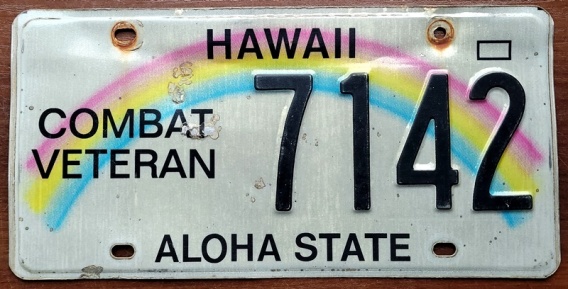 HAWAII
COMBAT
VETERAN
7142
ALOHA STATE